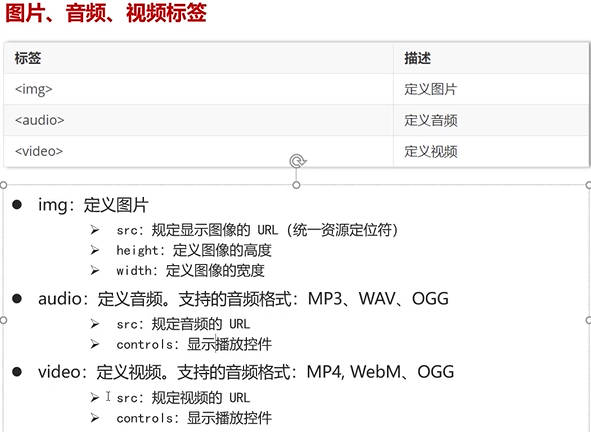 图片、音频、视频标签
标签 描述
<img> 定义图片
<audio> 定义音频
<video> 定义视频
img：定义图片
src：规定显示图像的 URL（统一资源定位符）
height：定义图像的高度
width：定义图像的宽度
audio：定义音频。支持的音频格式：MP3、WAV、OGG
src：规定音频的 URL
controls：显示播放控件
video：定义视频。支持的音频格式：MP4, WebM、OGG
src：规定视频的 URL
controls：显示播放控件